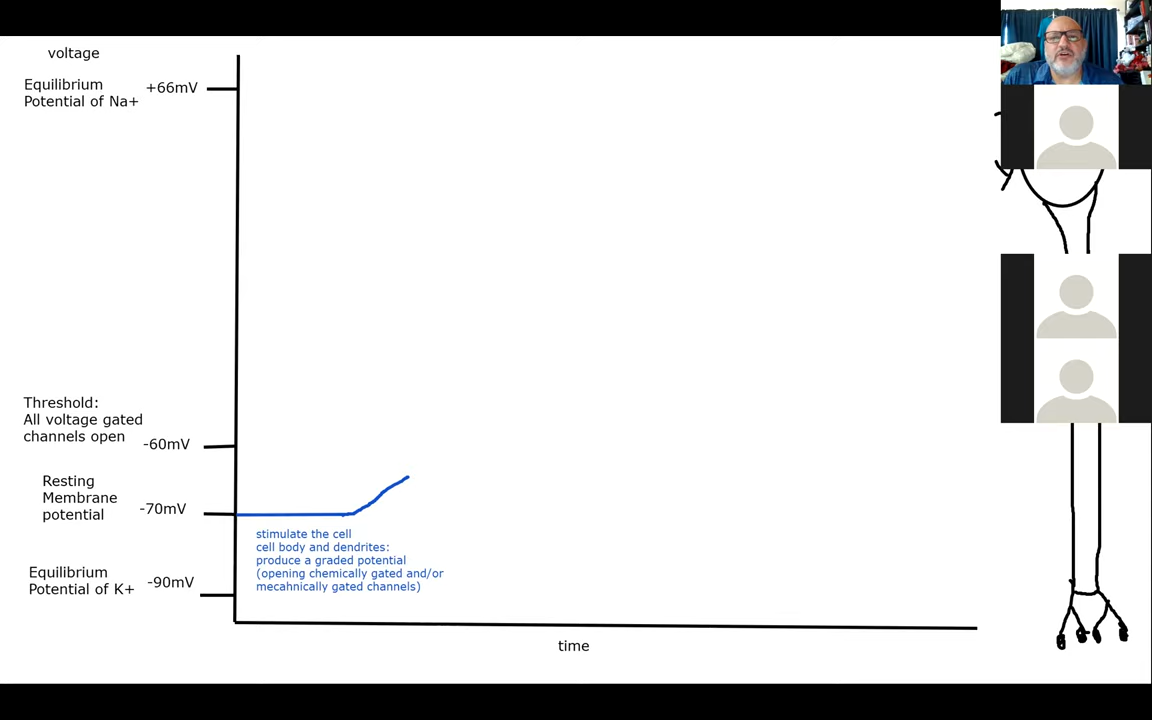 voltage
Equilibrium
Potential of Na+
+66mV
Threshold:
All voltage gated
channels open
-60mV
Resting
Membrane
potential
-70mV
Equilibrium
Potential of K+
-90mV
stimulate the cell
cell body and dendrites:
produce a graded potential
(opening chemically gated and/or
mecahnically gated channels)
time